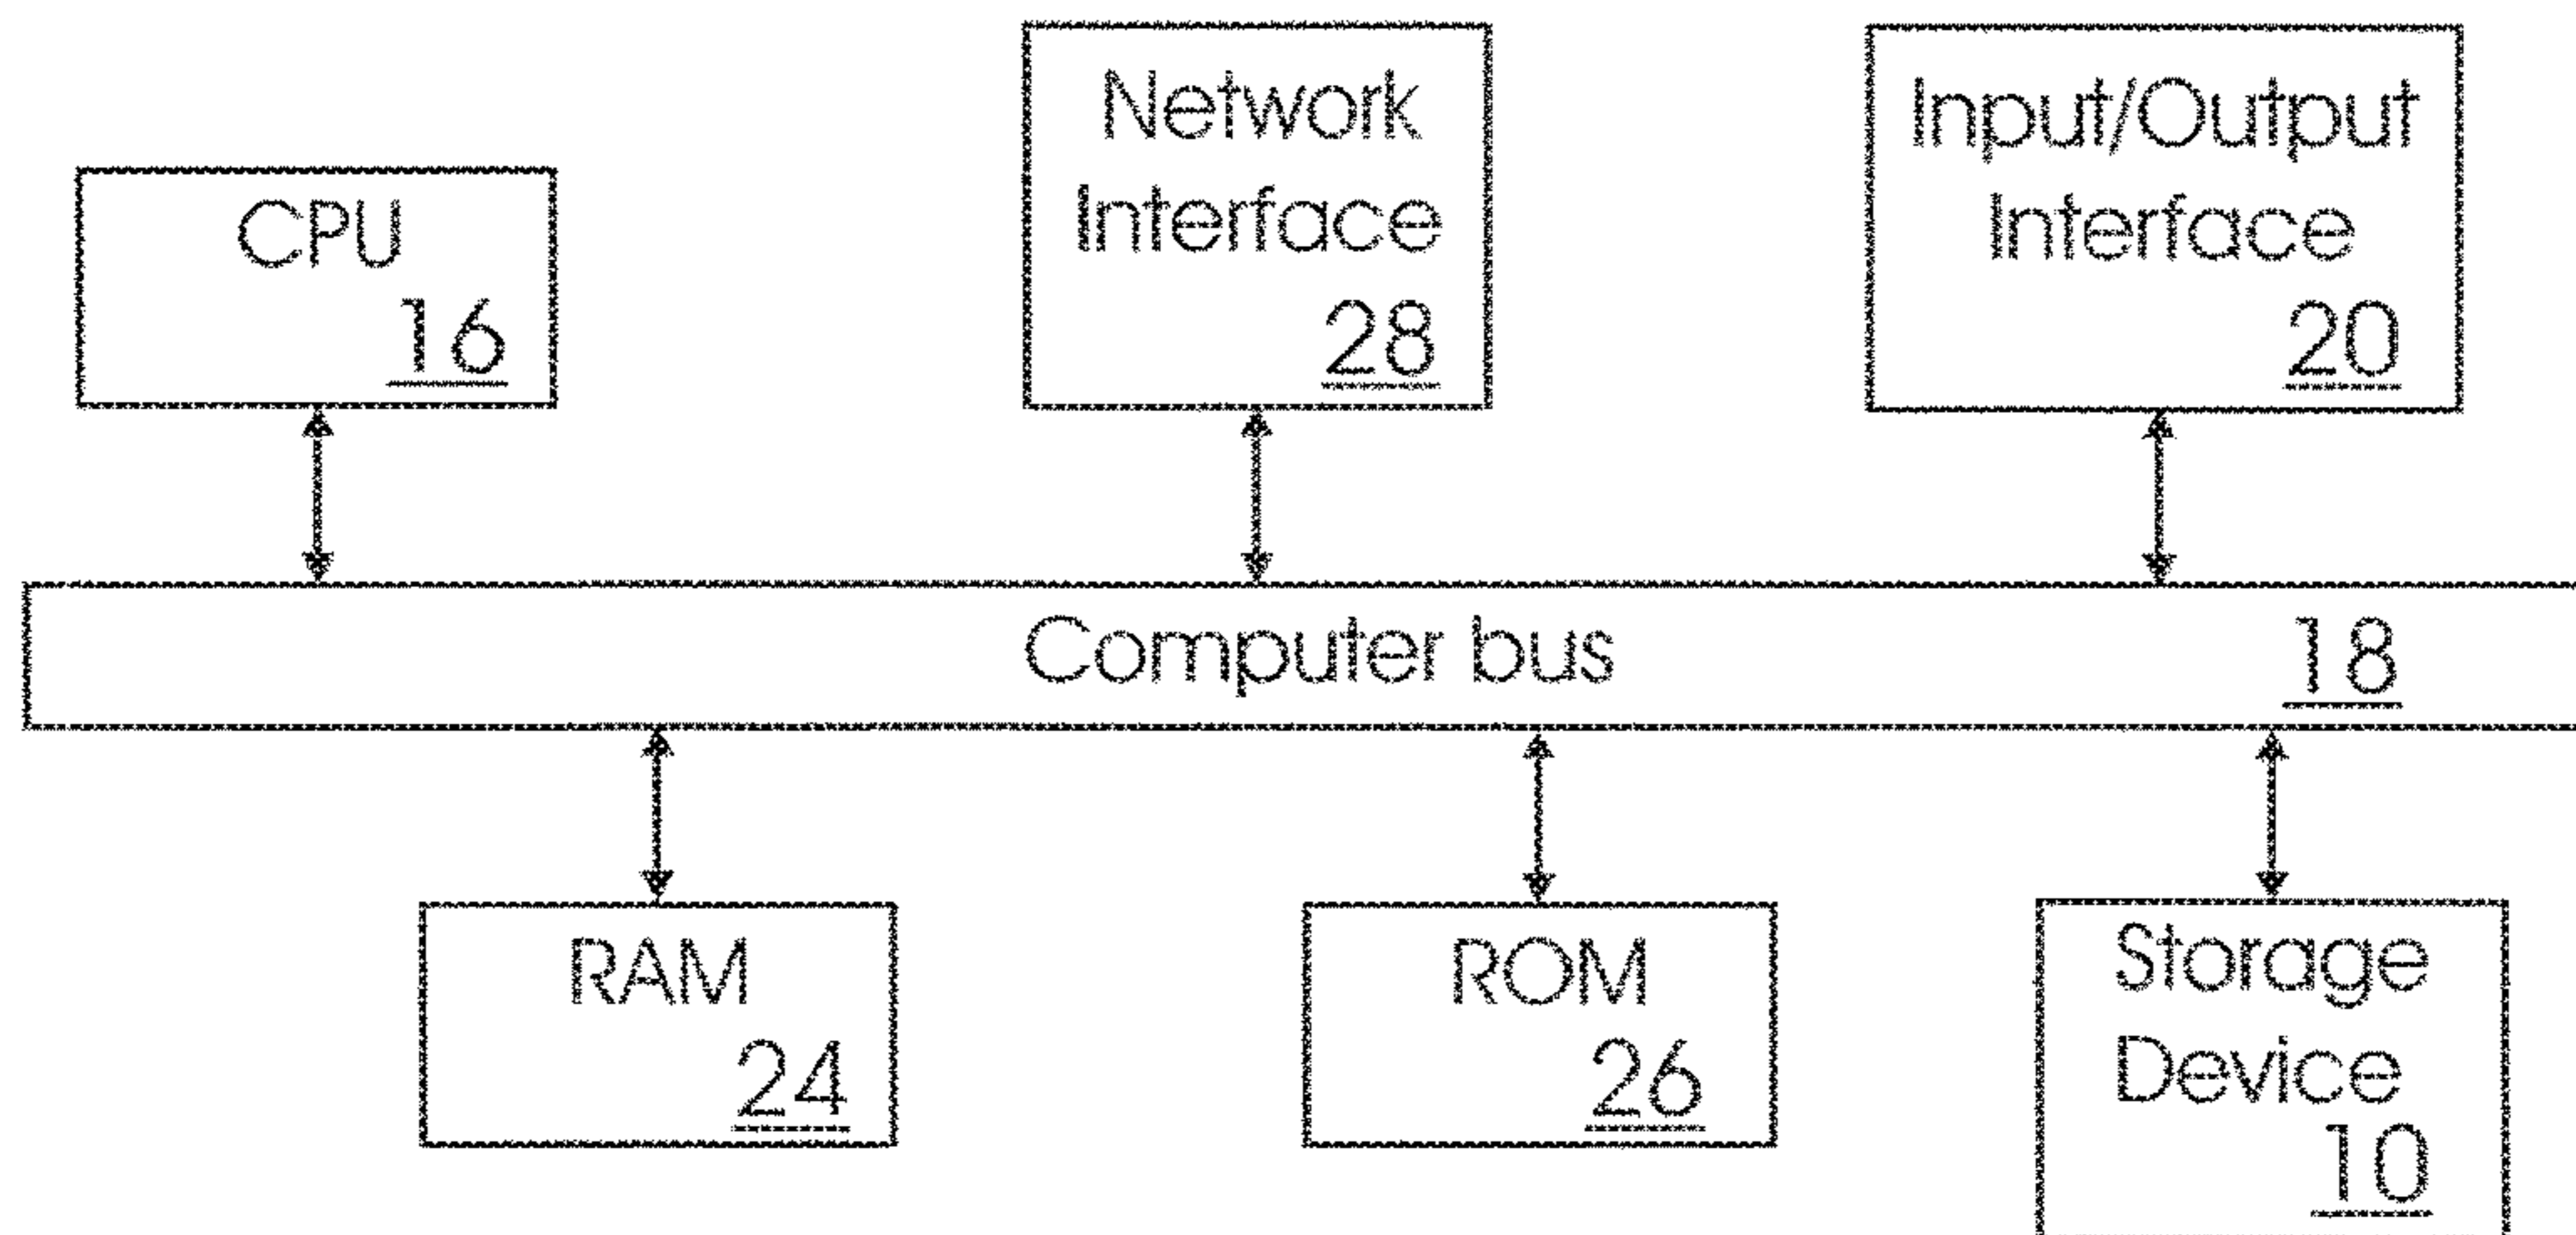 CPU
16
Network
Interface
28
Input/Output
Interface
20
Computer bus
18
RAM
24
ROM
26
Storage
Device
10